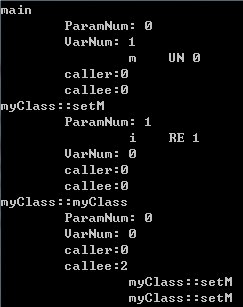 main
ParamNum: 0
VarNum: 1
m UN 0
caller:0
callee:0
myClass::setM
ParamNum: 1
i RE 1
VarNum: 0
caller:0
callee:0
myClass::myClass
ParamNum: 0
VarNum: 0
caller:0
callee:2
myClass::setM
myClass::setM